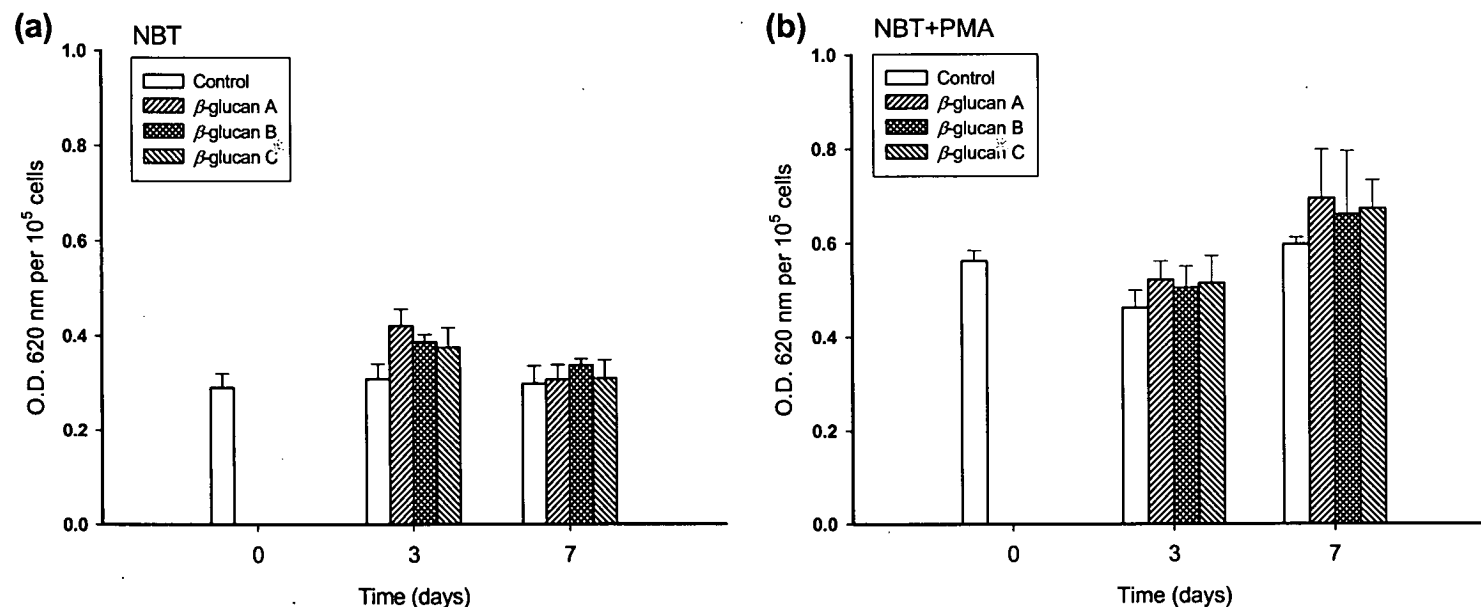 (a) NBT
1.0
0.8
0.6
0.4
0.2
0.0
O.D. 620 nm per 10⁵ cells
Control
β-glucan A
β-glucan B
β-glucan C
0 3 7
Time (days)
(b) NBT+PMA
1.0
0.8
0.6
0.4
0.2
0.0
O.D. 620 nm per 10⁵ cells
Control
β-glucan A
β-glucan B
β-glucan C
0 3 7
Time (days)